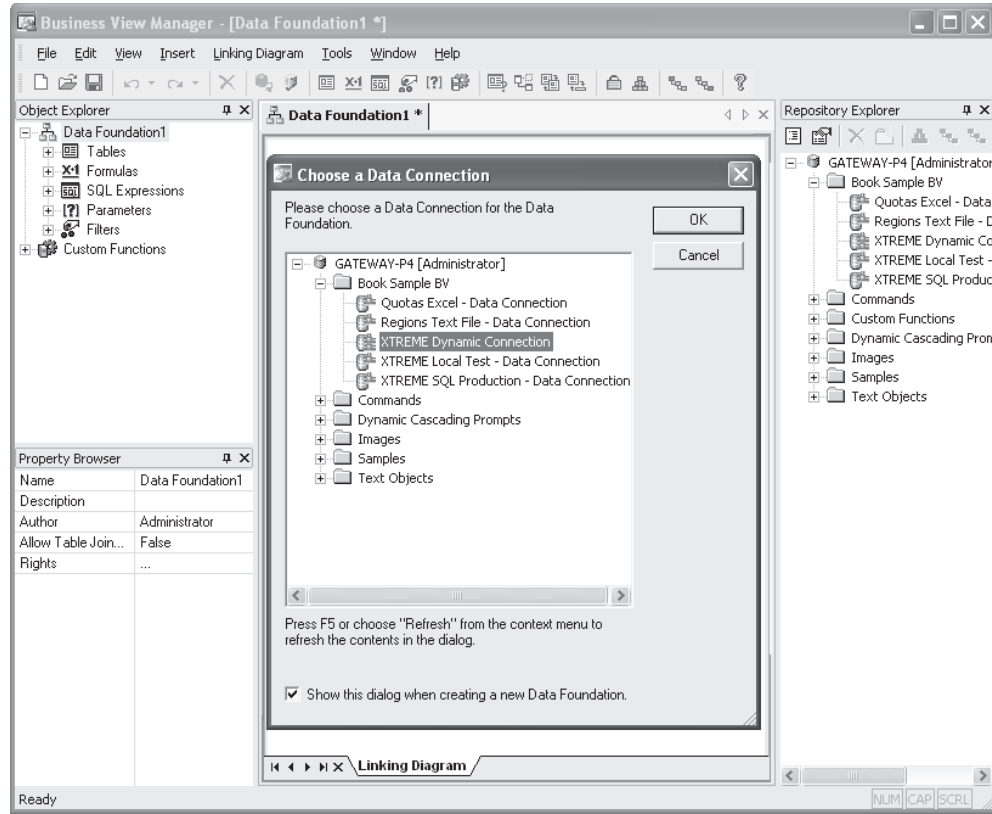 Business View Manager - [Data Foundation1 *]
File Edit View Insert Linking Diagram Tools Window Help
Object Explorer
Data Foundation1
Tables
X+1 Formulas
SQL SQL Expressions
[?] Parameters
Filters
Custom Functions
Property Browser
Name Data Foundation1
Description
Author Administrator
Allow Table Join... False
Rights ...
Data Foundation1 *
Choose a Data Connection
Please choose a Data Connection for the Data
Foundation.
OK
Cancel
GATEWAY-P4 [Administrator]
Book Sample BV
Quotas Excel - Data Connection
Regions Text File - Data Connection
XTREME Dynamic Connection
XTREME Local Test - Data Connection
XTREME SQL Production - Data Connection
Commands
Dynamic Cascading Prompts
Images
Samples
Text Objects
Press F5 or choose "Refresh" from the context menu to
refresh the contents in the dialog.
Show this dialog when creating a new Data Foundation.
Linking Diagram
Repository Explorer
GATEWAY-P4 [Administrator
Book Sample BV
Quotas Excel - Data
Regions Text File - D
XTREME Dynamic Co
XTREME Local Test -
XTREME SQL Produc
Commands
Custom Functions
Dynamic Cascading Pron
Images
Samples
Text Objects
Ready
NUM CAP SCRL